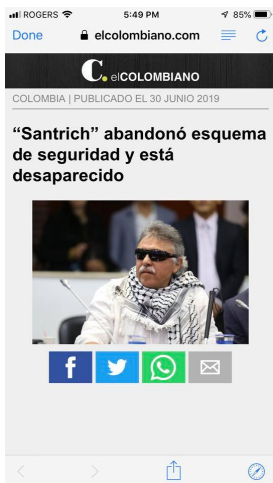 ROGERS 5:49 PM 85%
Done elcolombiano.com
C. elCOLOMBIANO
COLOMBIA | PUBLICADO EL 30 JUNIO 2019
“Santrich” abandonó esquema
de seguridad y está
desaparecido